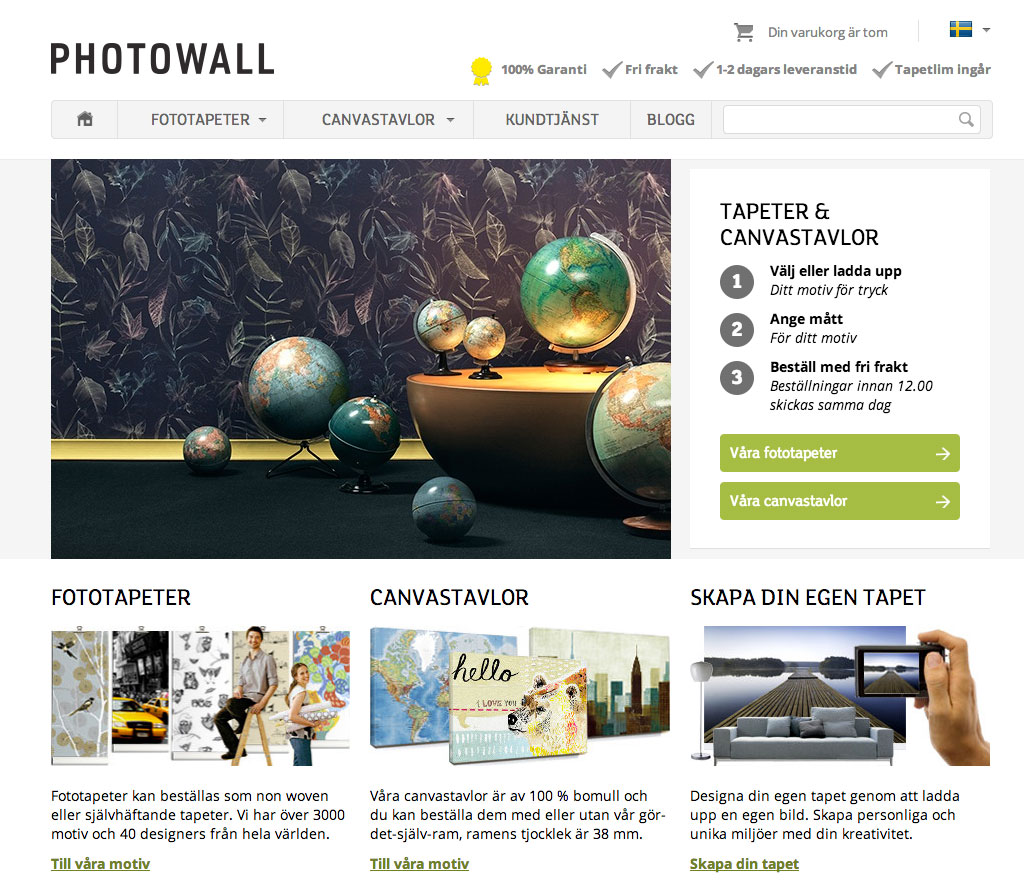 Din varukorg är tom
PHOTOWALL
100% Garanti
Fri frakt
1-2 dagars leveranstid
Tapetlim ingår
FOTOTAPETER
CANVASTAVLOR
KUNDTJÄNST
BLOGG
TAPETER &
CANVASTAVLOR
1
Välj eller ladda upp
Ditt motiv för tryck
2
Ange mått
För ditt motiv
3
Beställ med fri frakt
Beställningar innan 12.00
skickas samma dag
Våra fototapeter
Våra canvastavlor
FOTOTAPETER
Fototapeter kan beställas som non woven
eller självhäftande tapeter. Vi har över 3000
motiv och 40 designers från hela världen.
Till våra motiv
CANVASTAVLOR
hello
I LOVE YOU
Våra canvastavlor är av 100 % bomull och
du kan beställa dem med eller utan vår gör-
det-själv-ram, ramens tjocklek är 38 mm.
Till våra motiv
SKAPA DIN EGEN TAPET
Designa din egen tapet genom att ladda
upp en egen bild. Skapa personliga och
unika miljöer med din kreativitet.
Skapa din tapet